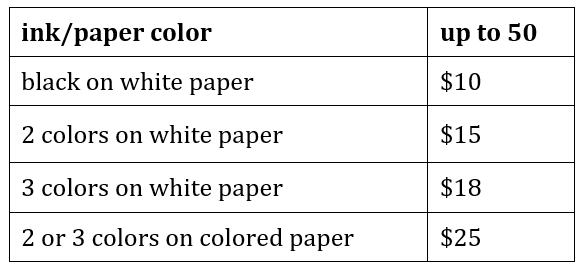 ink/paper color up to 50
black on white paper $10
2 colors on white paper $15
3 colors on white paper $18
2 or 3 colors on colored paper $25